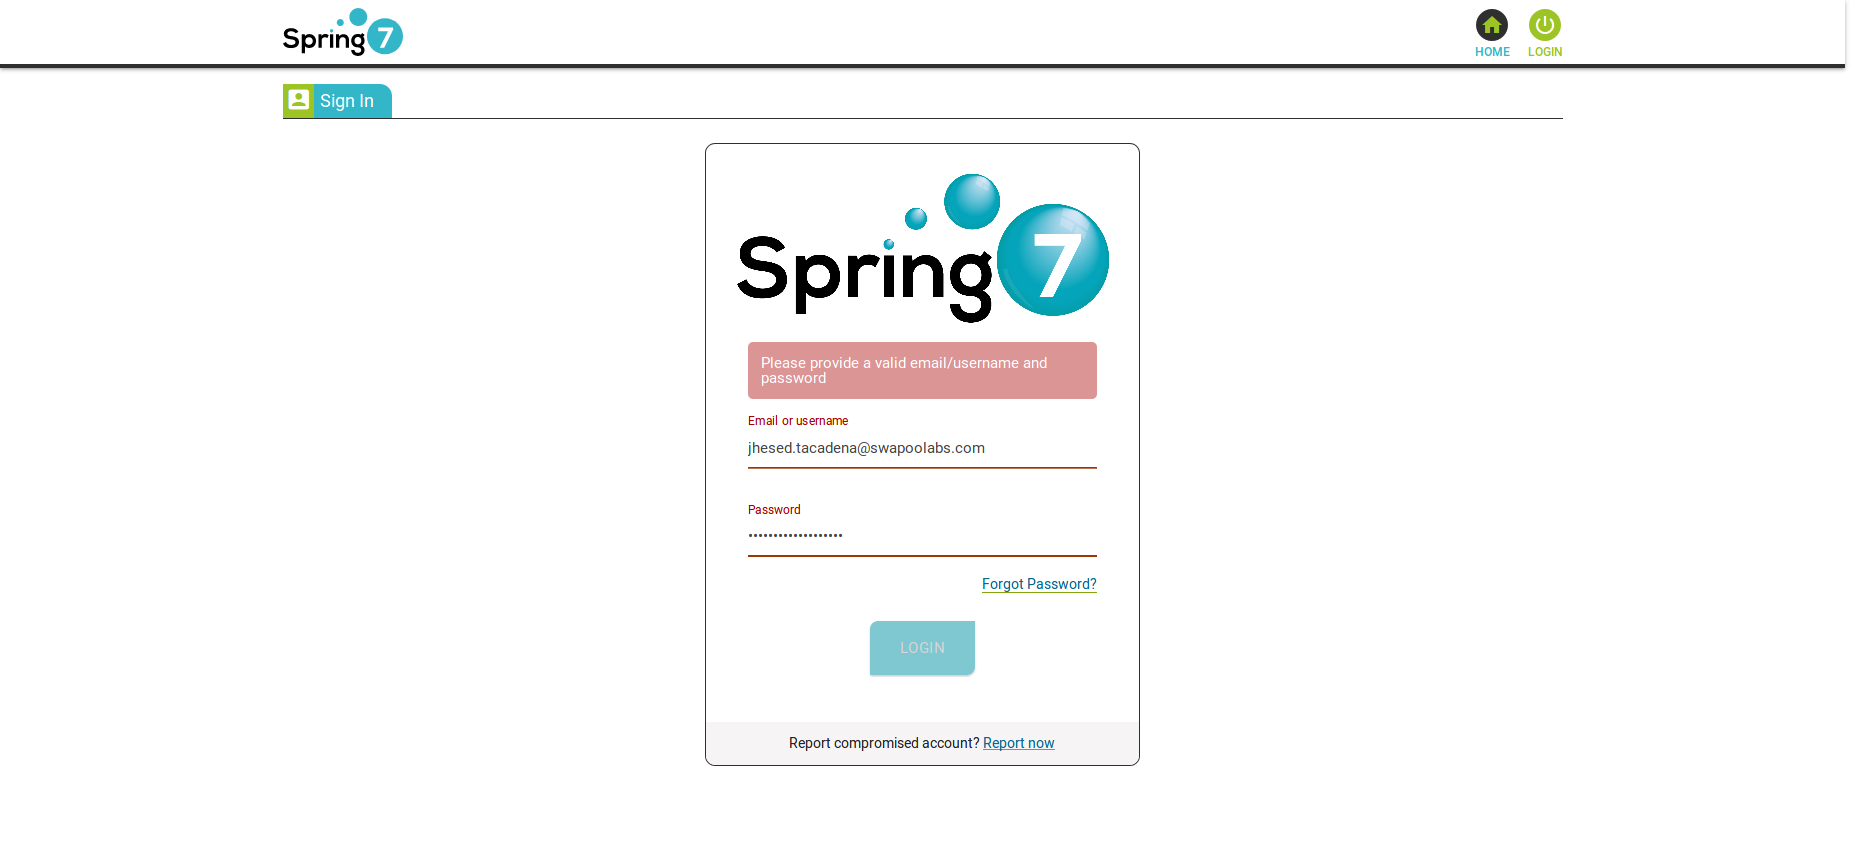 Spring 7
HOME
LOGIN
Sign In
Spring 7
Please provide a valid email/username and
password
Email or username
jhesed.tacadena@swapoolabs.com
Password
•••••••••••••••••••
Forgot Password?
LOGIN
Report compromised account? Report now